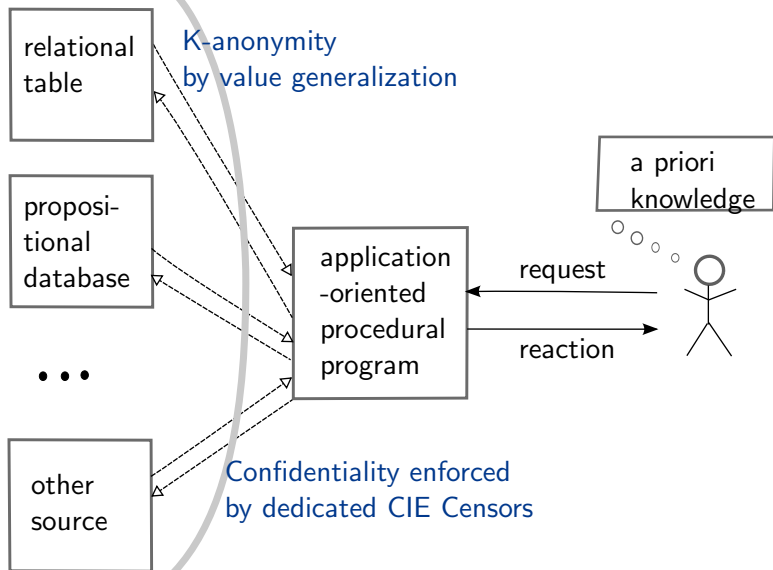 relational
table
K-anonymity
by value generalization
a priori
knowledge
proposi-
tional
database
application
-oriented
procedural
program
request
reaction
other
source
Confidentiality enforced
by dedicated CIE Censors